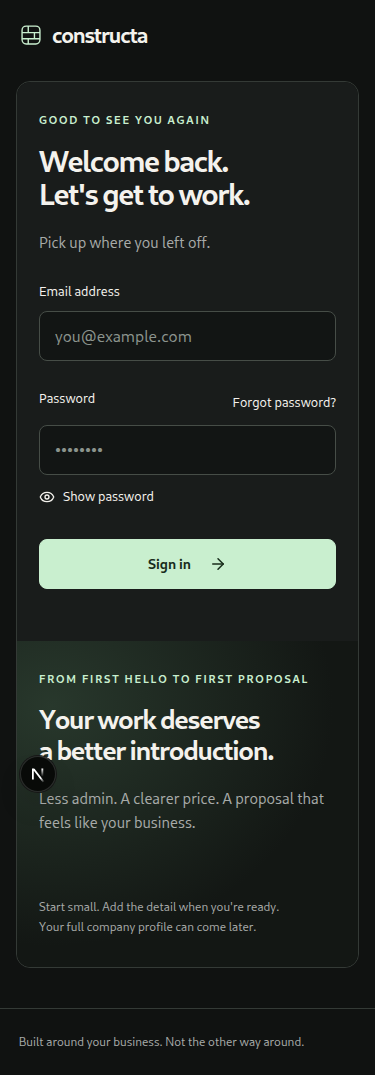 constructa
GOOD TO SEE YOU AGAIN
Welcome back.
Let's get to work.
Pick up where you left off.
Email address
you@example.com
Password
Forgot password?
••••••••
Show password
Sign in →
FROM FIRST HELLO TO FIRST PROPOSAL
Your work deserves
a better introduction.
N
Less admin. A clearer price. A proposal that
feels like your business.
Start small. Add the detail when you're ready.
Your full company profile can come later.
Built around your business. Not the other way around.